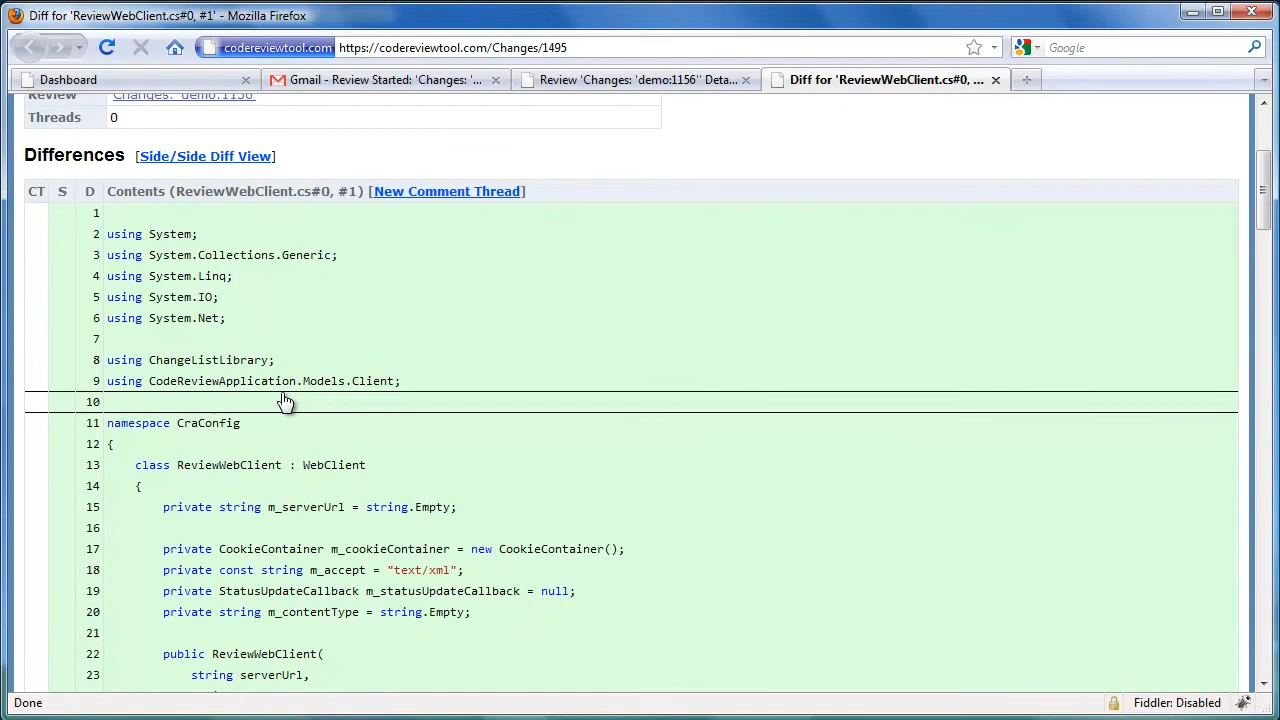 Diff for 'ReviewWebClient.cs#0, #1' - Mozilla Firefox
codereviewtool.com https://codereviewtool.com/Changes/1495 Google
Dashboard Gmail - Review Started: 'Changes: '... Review 'Changes: 'demo:1156'' Deta... Diff for 'ReviewWebClient.cs#0, ...
Review Changes: 'demo:1156'
Threads 0
Differences [Side/Side Diff View]
CT S D Contents (ReviewWebClient.cs#0, #1) [New Comment Thread]
1
2 using System;
3 using System.Collections.Generic;
4 using System.Linq;
5 using System.IO;
6 using System.Net;
7
8 using ChangeListLibrary;
9 using CodeReviewApplication.Models.Client;
10
11 namespace CraConfig
12 {
13 class ReviewWebClient : WebClient
14 {
15 private string m_serverUrl = string.Empty;
16
17 private CookieContainer m_cookieContainer = new CookieContainer();
18 private const string m_accept = "text/xml";
19 private StatusUpdateCallback m_statusUpdateCallback = null;
20 private string m_contentType = string.Empty;
21
22 public ReviewWebClient(
23 string serverUrl,
Done Fiddler: Disabled